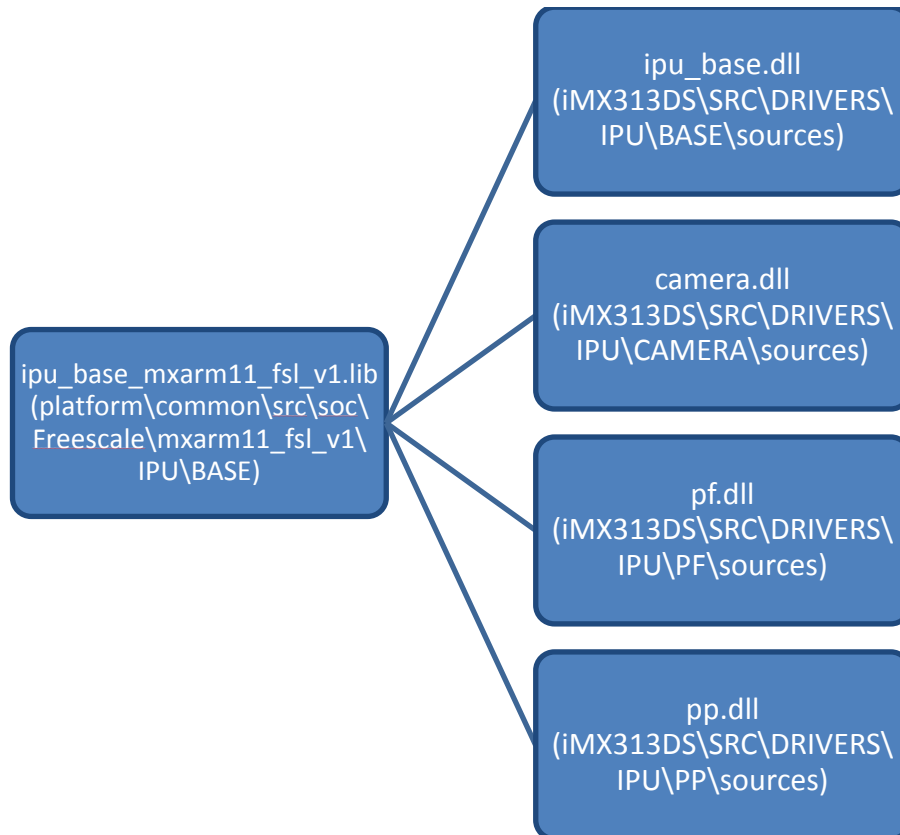 ipu_base_mxarm11_fsl_v1.lib
(platform\common\src\soc\
Freescale\mxarm11_fsl_v1\
IPU\BASE)
ipu_base.dll
(iMX313DS\SRC\DRIVERS\
IPU\BASE\sources)
camera.dll
(iMX313DS\SRC\DRIVERS\
IPU\CAMERA\sources)
pf.dll
(iMX313DS\SRC\DRIVERS\
IPU\PF\sources)
pp.dll
(iMX313DS\SRC\DRIVERS\
IPU\PP\sources)